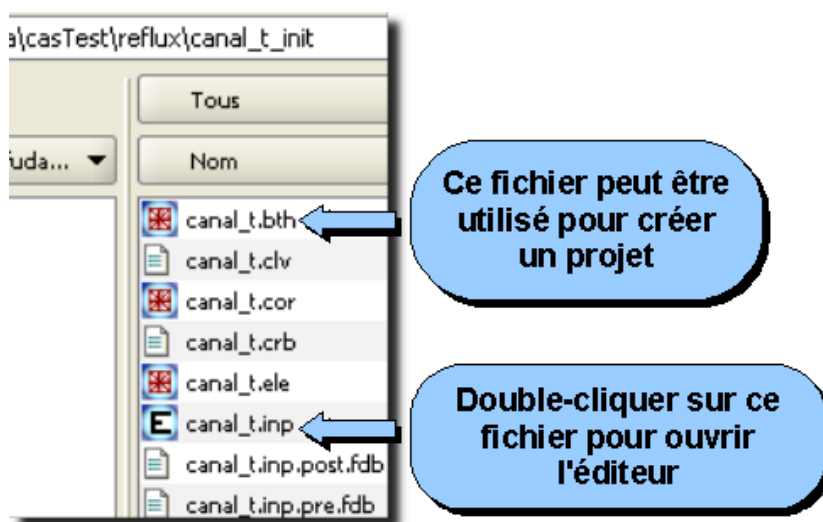 a\casTest\reflux\canal_t_init
Tous
uda...
Nom
canal_t.bth
canal_t.clv
canal_t.cor
canal_t.crb
canal_t.ele
E canal_t.inp
canal_t.inp.post.fdb
canal_t.inp.pre.fdb
Ce fichier peut être
utilisé pour créer
un projet
Double-cliquer sur ce
fichier pour ouvrir
l'éditeur